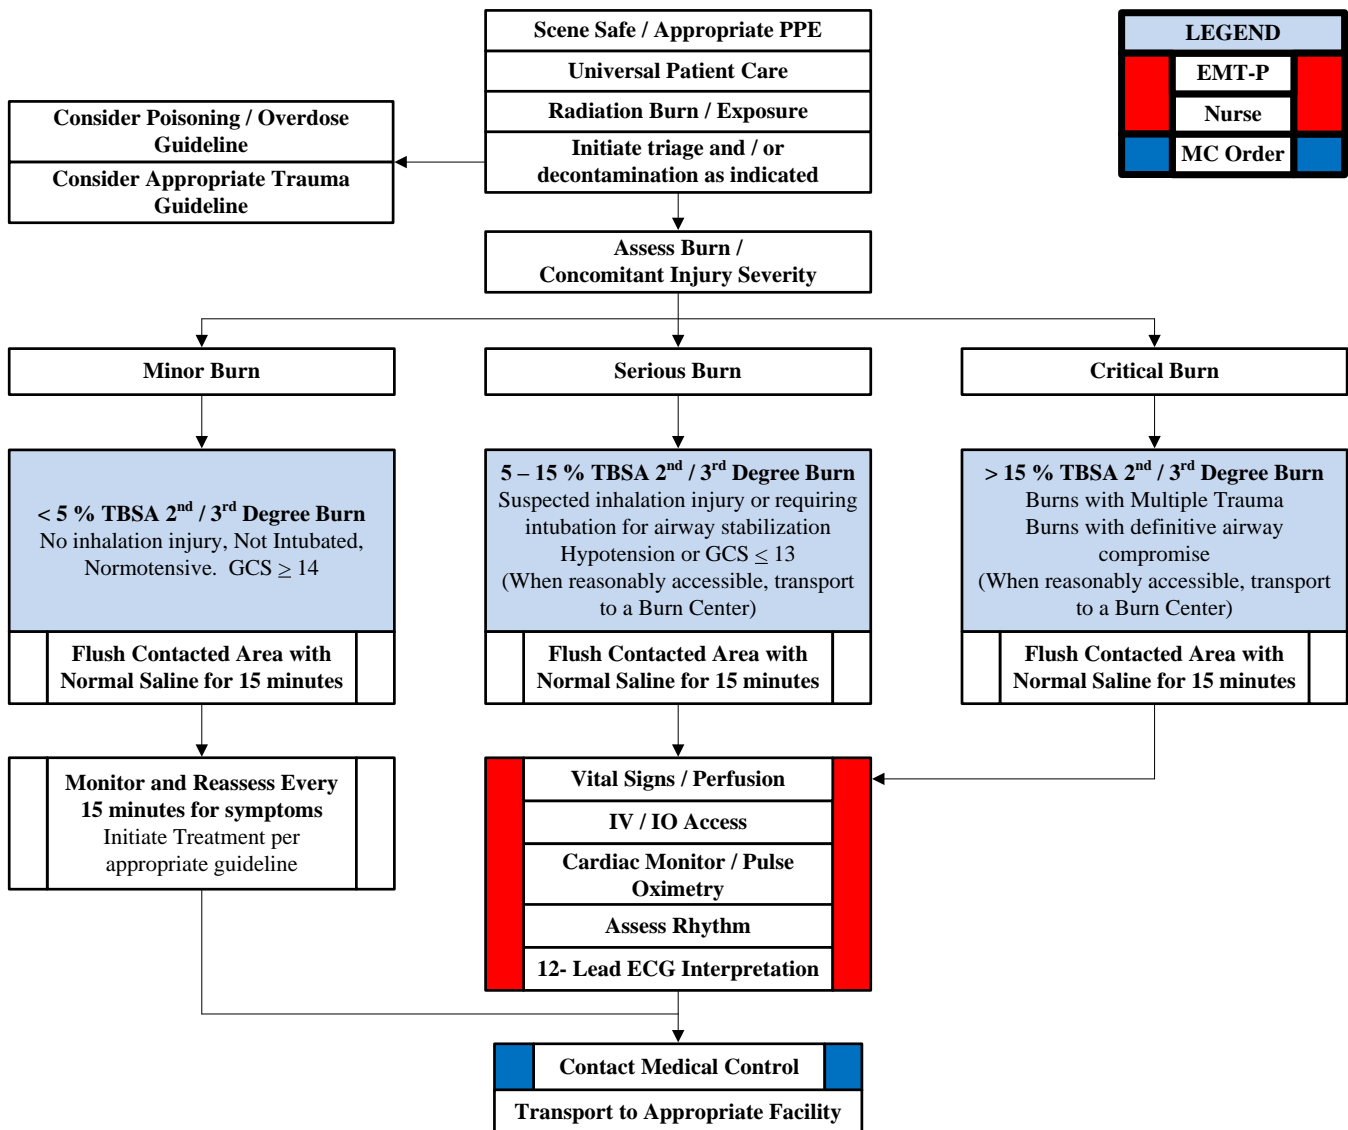 Scene Safe / Appropriate PPE
Universal Patient Care
Radiation Burn / Exposure
Initiate triage and / or
decontamination as indicated
LEGEND
EMT-P
Nurse
MC Order
Consider Poisoning / Overdose
Guideline
Consider Appropriate Trauma
Guideline
Assess Burn /
Concomitant Injury Severity
Minor Burn
Serious Burn
Critical Burn
< 5 % TBSA 2nd / 3rd Degree Burn
No inhalation injury, Not Intubated,
Normotensive. GCS ≥ 14
Flush Contacted Area with
Normal Saline for 15 minutes
5 – 15 % TBSA 2nd / 3rd Degree Burn
Suspected inhalation injury or requiring
intubation for airway stabilization
Hypotension or GCS ≤ 13
(When reasonably accessible, transport
to a Burn Center)
Flush Contacted Area with
Normal Saline for 15 minutes
> 15 % TBSA 2nd / 3rd Degree Burn
Burns with Multiple Trauma
Burns with definitive airway
compromise
(When reasonably accessible, transport
to a Burn Center)
Flush Contacted Area with
Normal Saline for 15 minutes
Monitor and Reassess Every
15 minutes for symptoms
Initiate Treatment per
appropriate guideline
Vital Signs / Perfusion
IV / IO Access
Cardiac Monitor / Pulse
Oximetry
Assess Rhythm
12- Lead ECG Interpretation
Contact Medical Control
Transport to Appropriate Facility